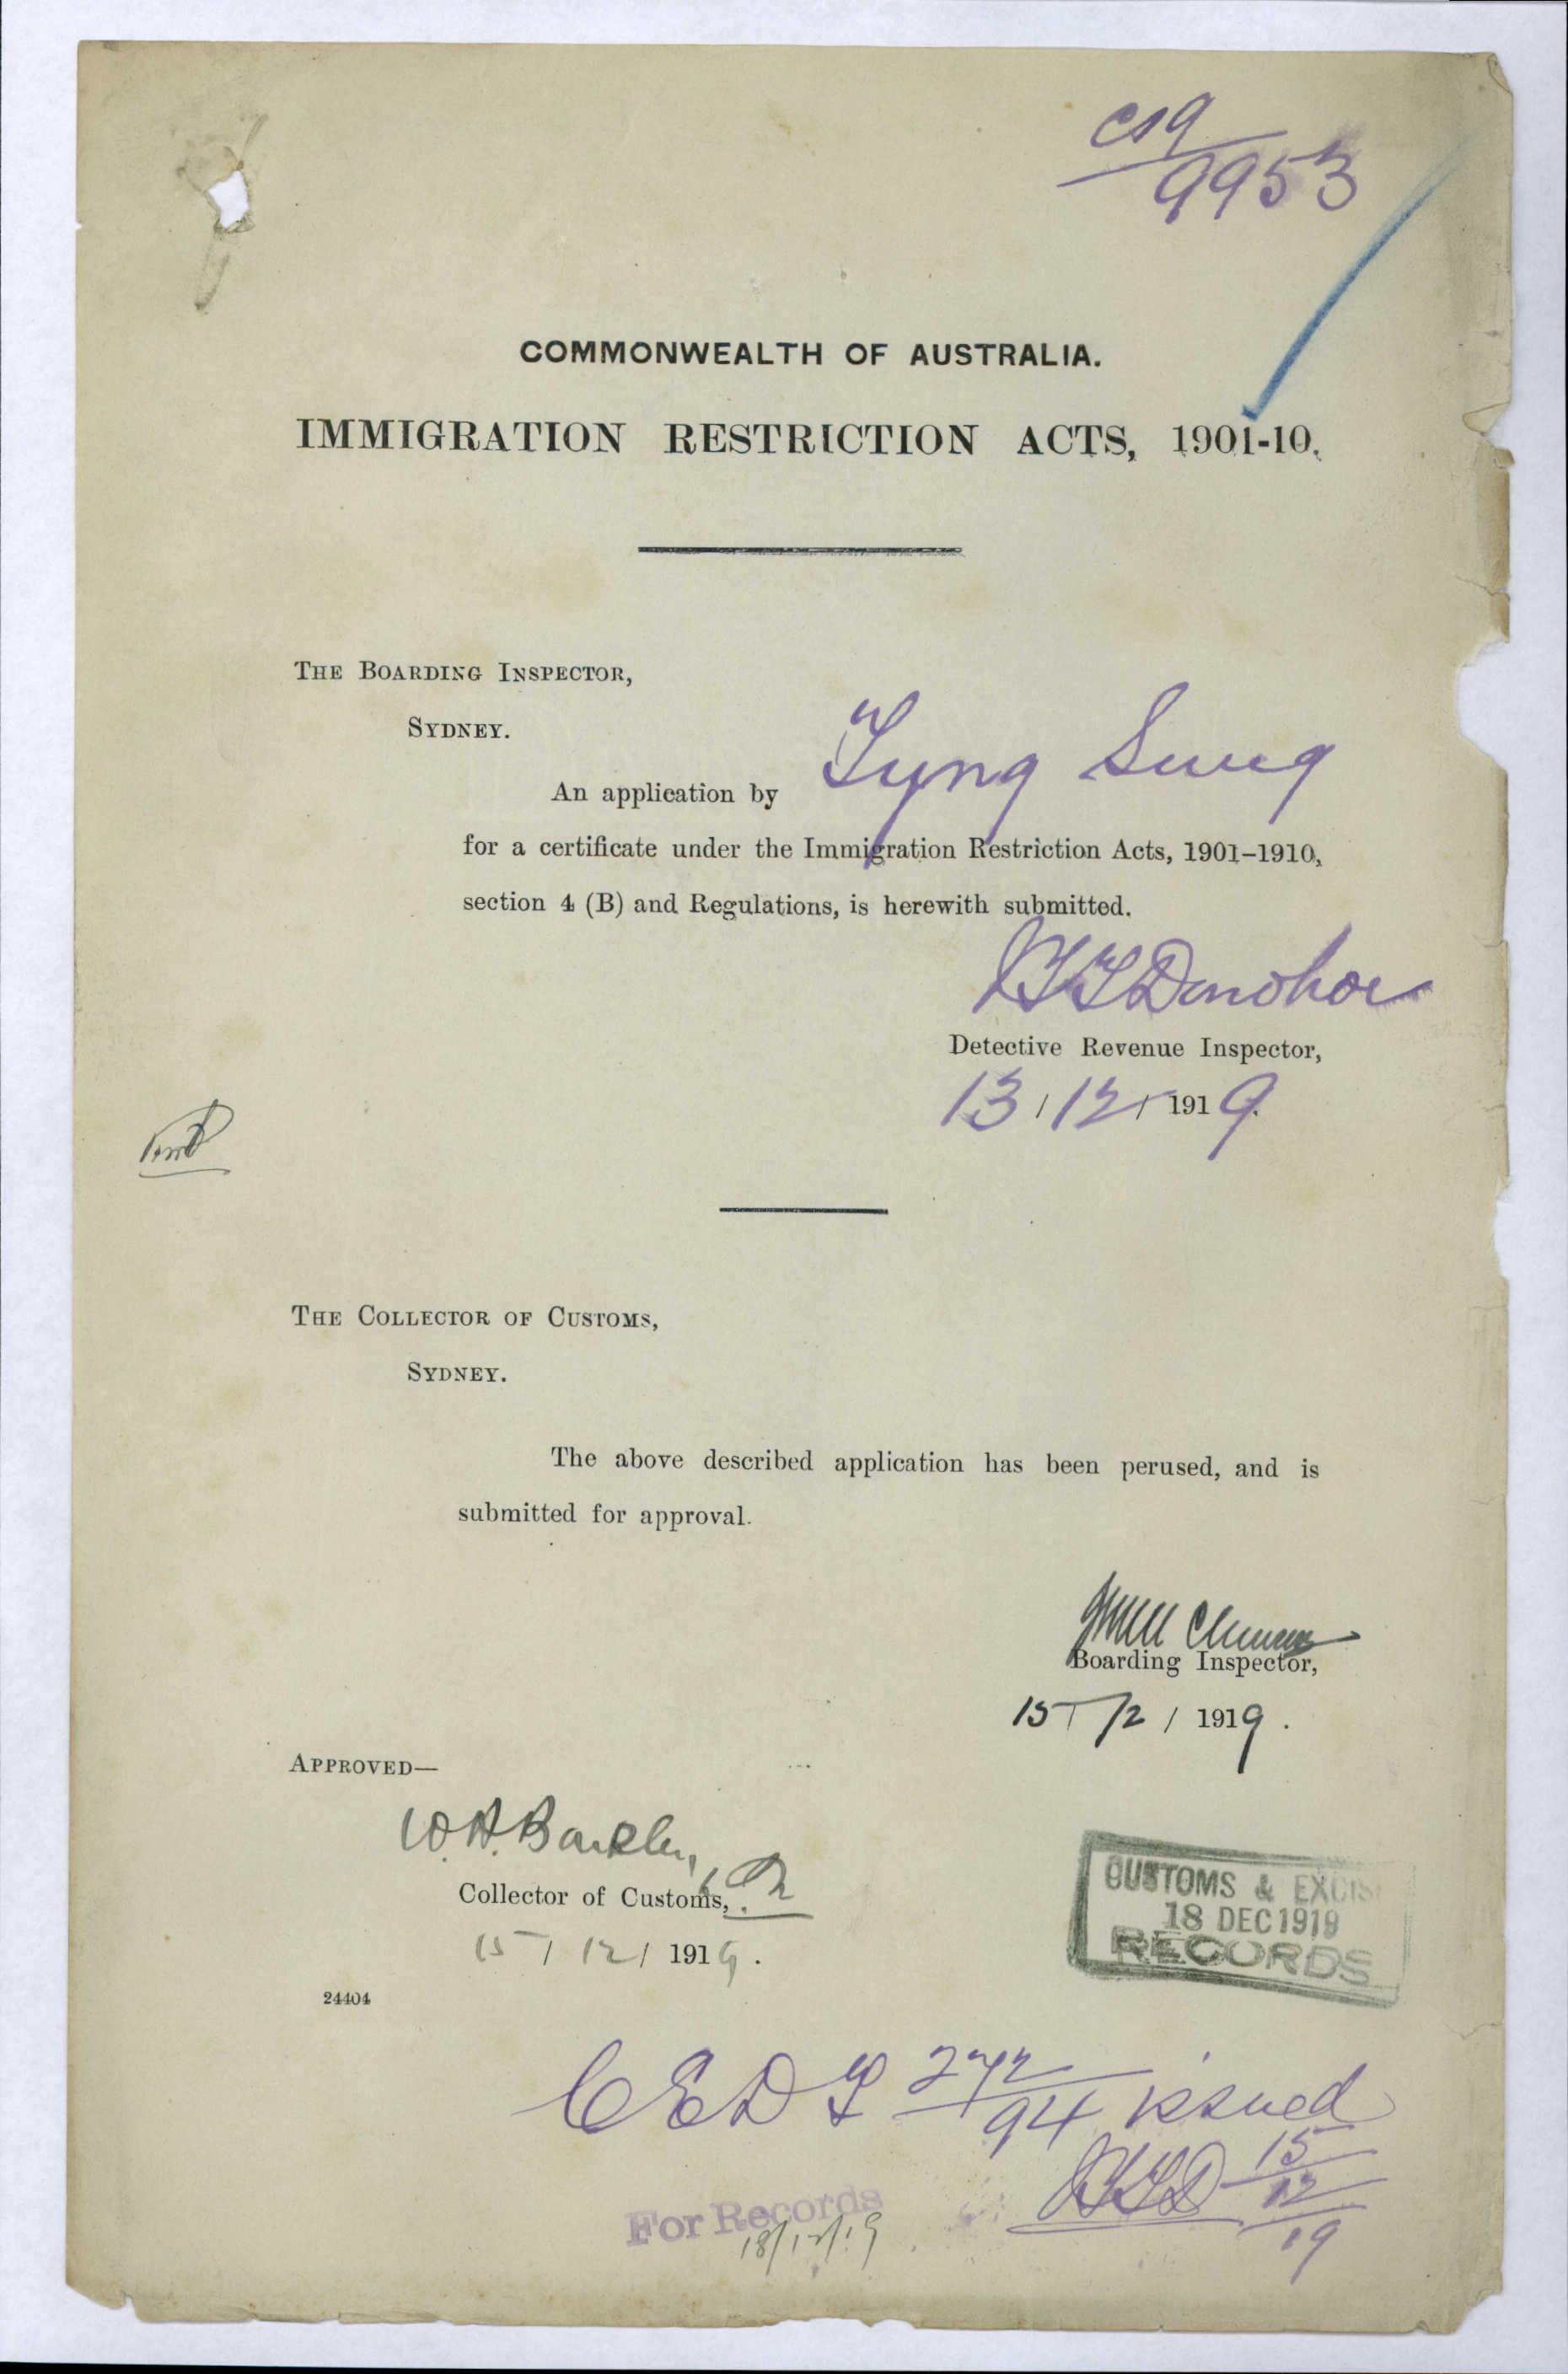 C19
9953
COMMONWEALTH OF AUSTRALIA.
IMMIGRATION RESTRICTION ACTS, 1901-10.
THE BOARDING INSPECTOR,
SYDNEY.
An application by Tyng Sung
for a certificate under the Immigration Restriction Acts, 1901-1910,
section 4 (B) and Regulations, is herewith submitted.
Donohoe
Detective Revenue Inspector,
13 / 12 / 1919.
THE COLLECTOR OF CUSTOMS,
SYDNEY.
The above described application has been perused, and is
submitted for approval.
Boarding Inspector,
15 / 12 / 1919.
APPROVED—
W.H. Barkley
Collector of Customs,
15 / 12 / 1919.
CUSTOMS & EXCISE
18 DEC 1919
RECORDS
24404
CEDT 272/94 issued
15/12/19
For Records
18/12/19